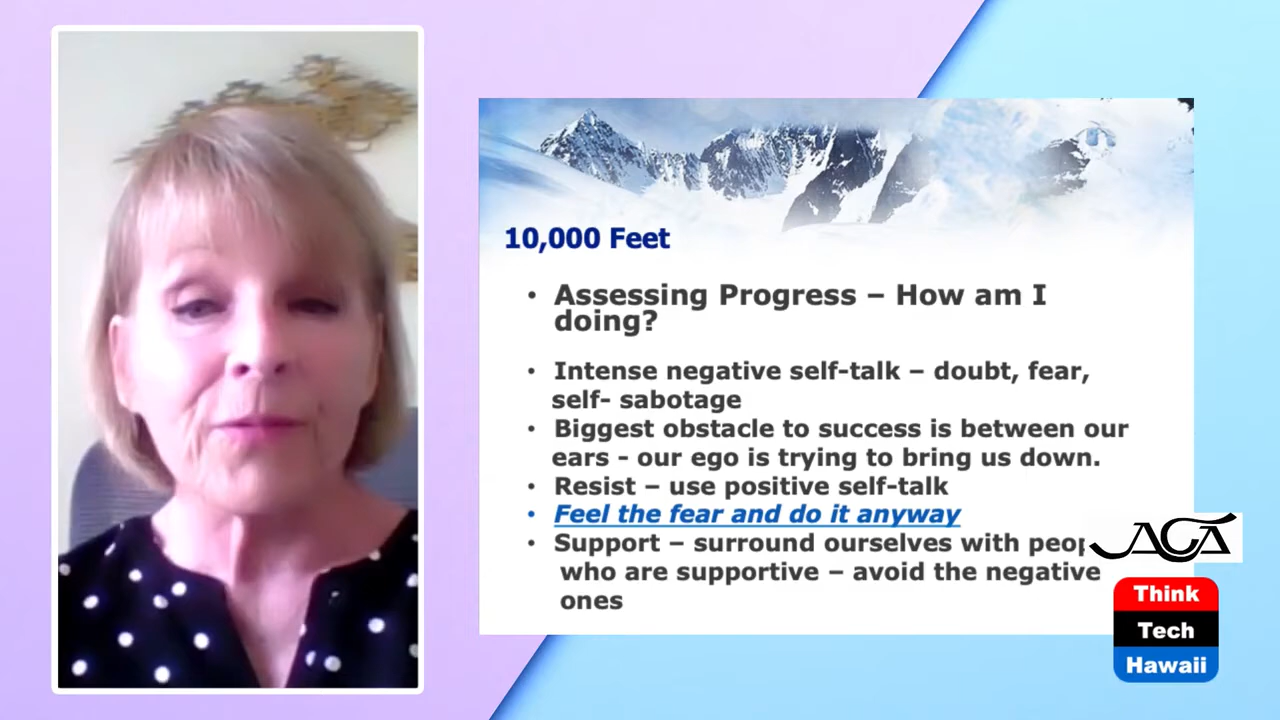 10,000 Feet
• Assessing Progress – How am I
doing?
• Intense negative self-talk – doubt, fear,
self- sabotage
• Biggest obstacle to success is between our
ears - our ego is trying to bring us down.
• Resist – use positive self-talk
• Feel the fear and do it anyway
• Support – surround ourselves with peop
who are supportive – avoid the negative
ones
ACA
Think
Tech
Hawaii